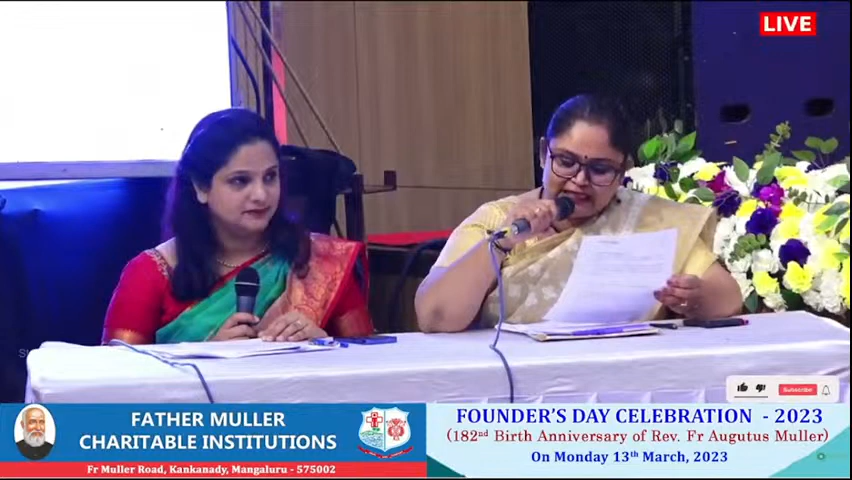 LIVE
Subscribe
FATHER MULLER
CHARITABLE INSTITUTIONS
Fr Muller Road, Kankanady, Mangaluru - 575002
FOUNDER'S DAY CELEBRATION - 2023
(182nd Birth Anniversary of Rev. Fr Augutus Muller)
On Monday 13th March, 2023